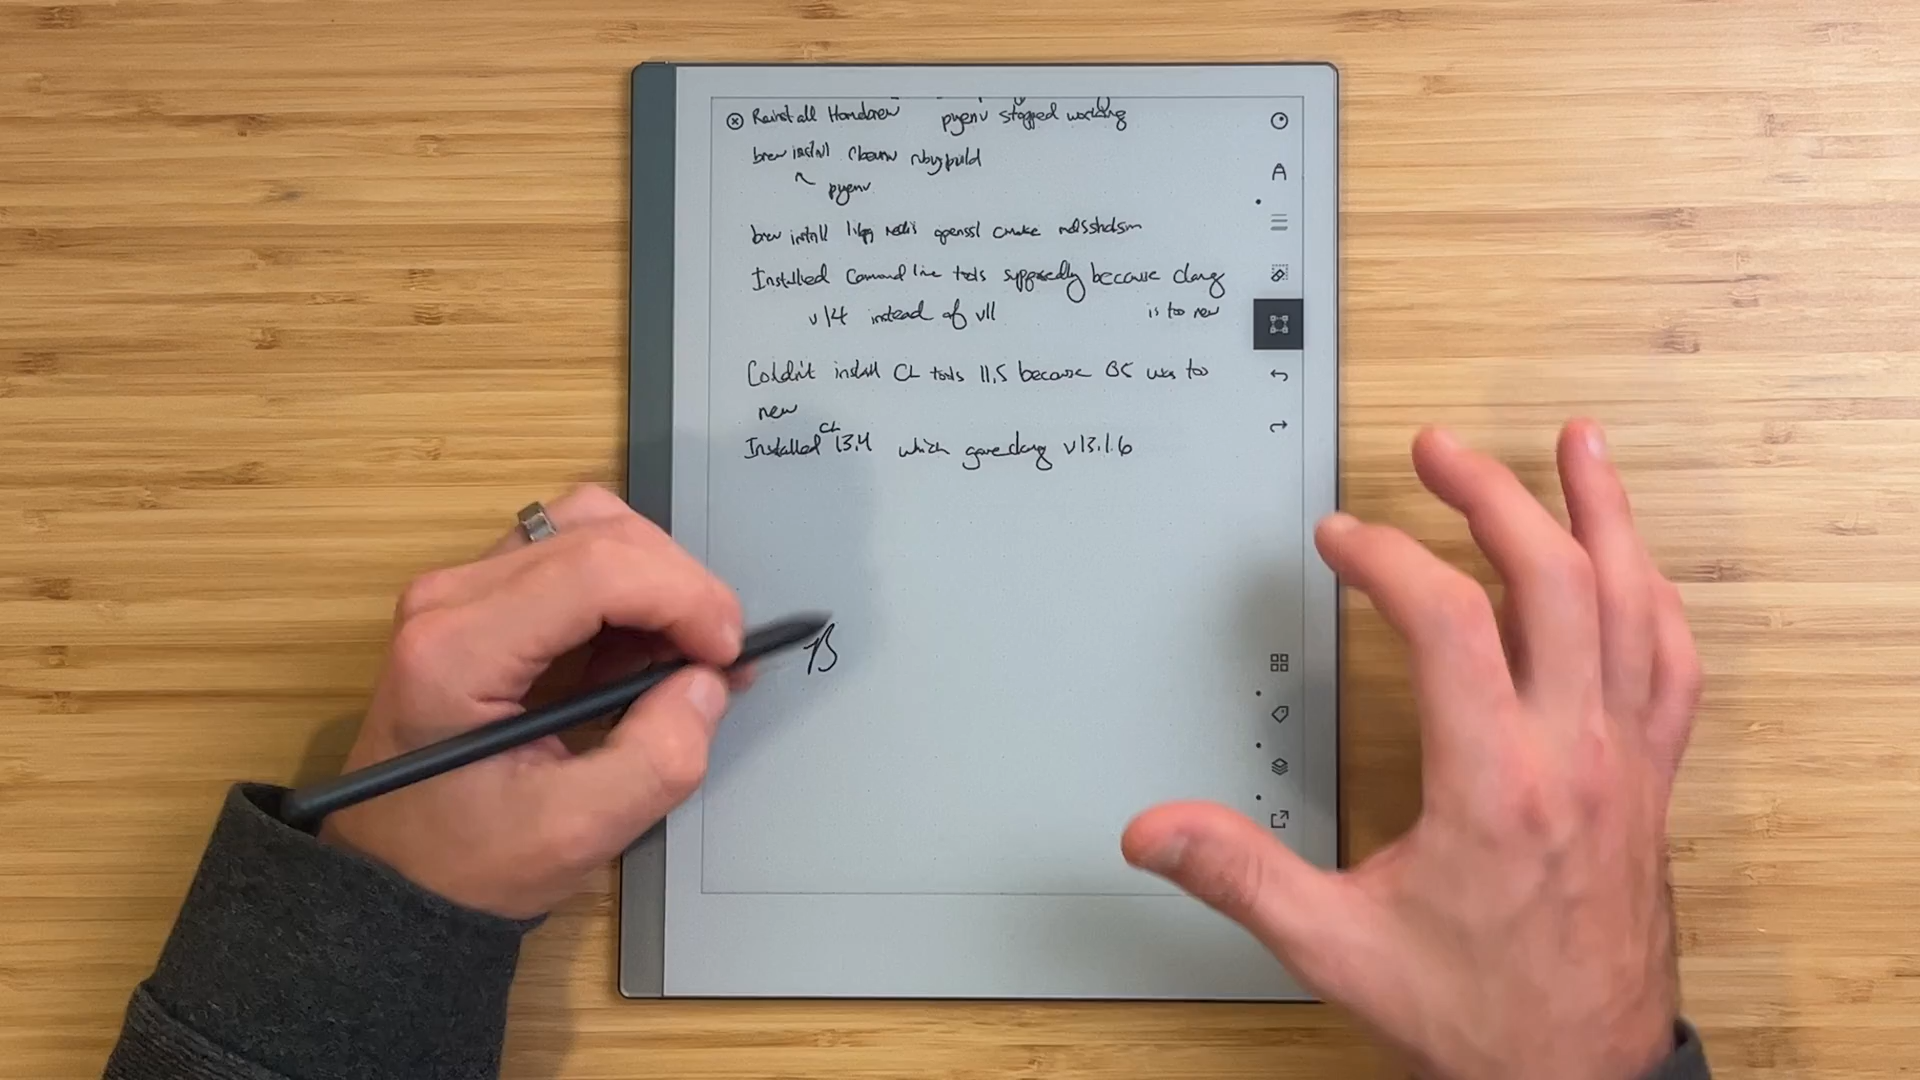 Reinstall Homebrew pyenv stopped working
brew install rbenv ruby build
pyenv
brew install libpq redis openssl cmake
Installed Command line tools supposedly because clang
v14 instead of v11 is too new
Couldn't install CL tools 11.5 because OS was too
new
CL
Installed 13.4 which gave clang v13.1.6
B